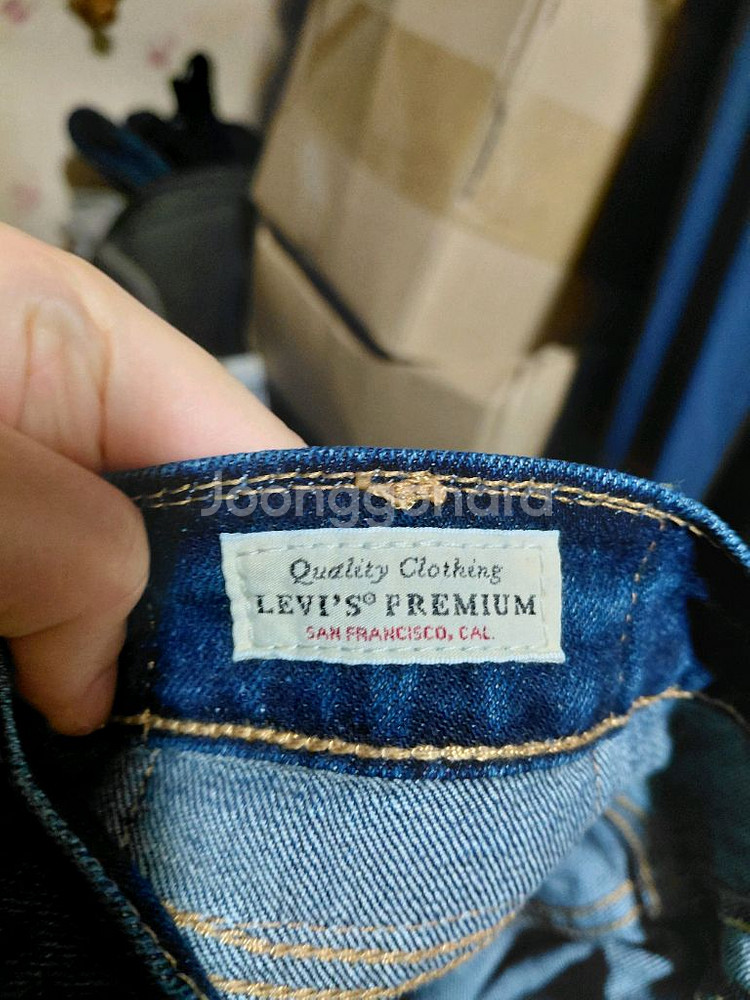 Joonggonara
Quality Clothing
LEVI'S® PREMIUM
SAN FRANCISCO, CAL.